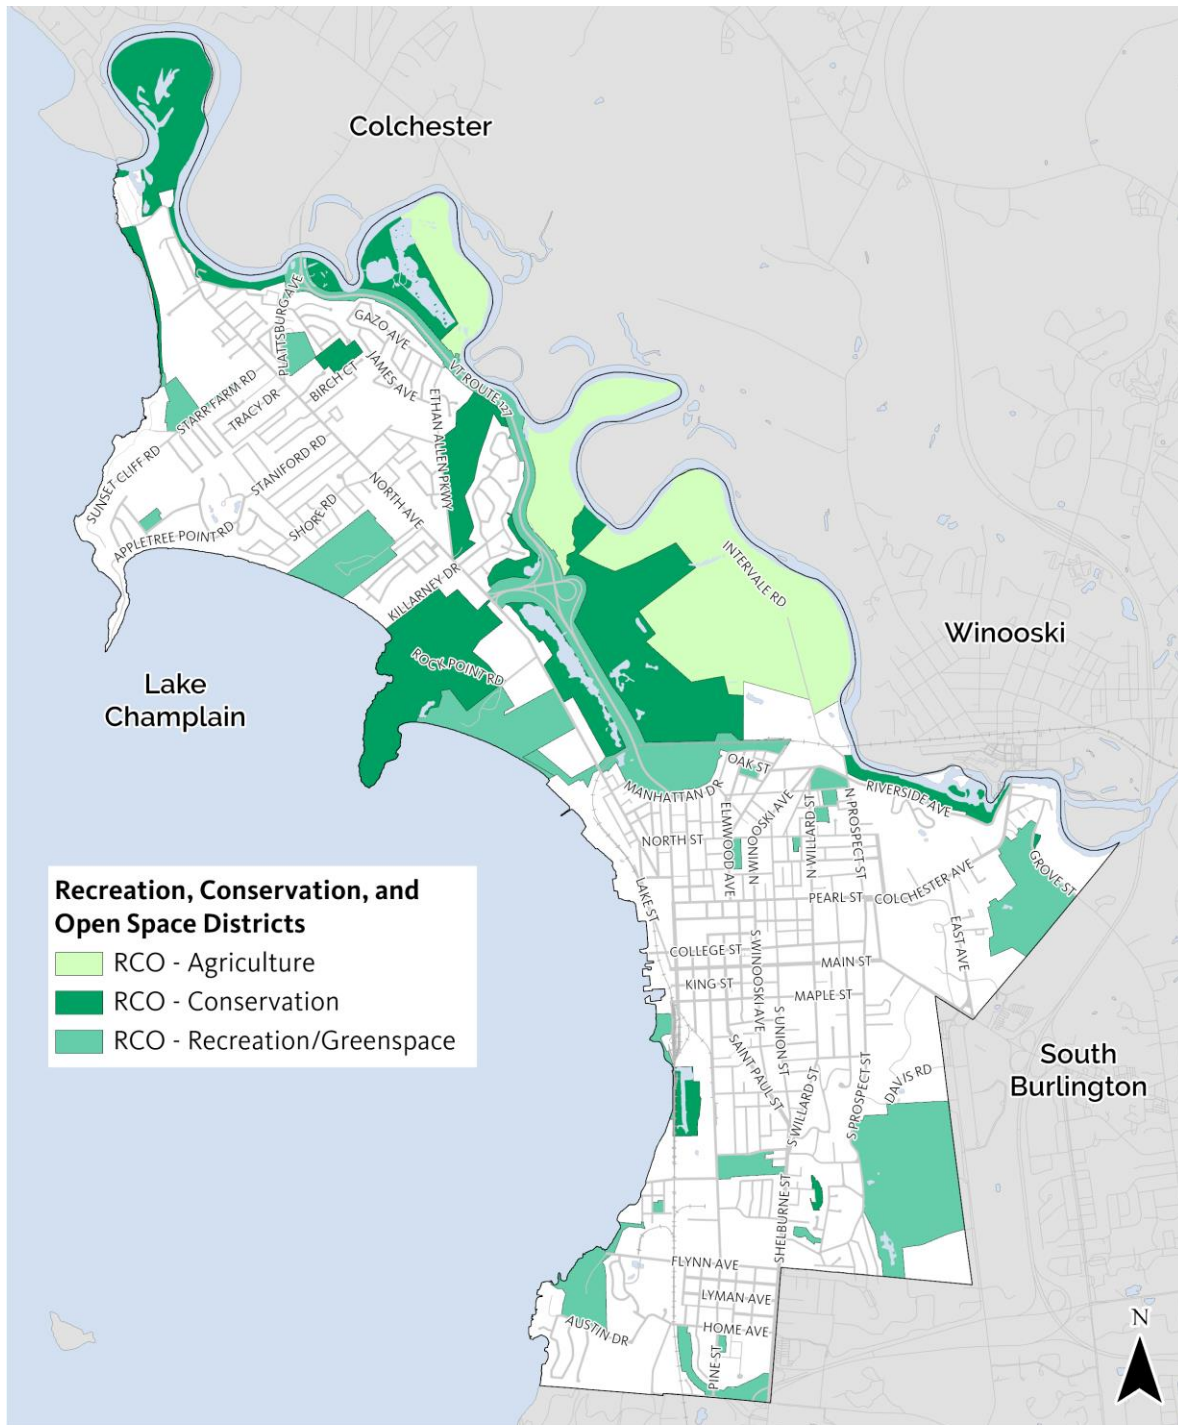 Colchester
PLATTSBURG AVE
GAZO AVE
JAMES AVE
BIRCH CT
VT ROUTE 127
STARR FARM RD
TRACY DR
ETHAN ALLEN PKWY
SUNSET CLIFF RD
STANIFORD RD
NORTH AVE
SHORE RD
APPLETREE POINT RD
INTERVALE RD
KILLARNEY DR
Winooski
ROCK POINT RD
Lake
Champlain
OAK ST
MANHATTAN DR
RIVERSIDE AVE
ELMWOOD AVE
N WINOOSKI AVE
N WILLARD ST
N PROSPECT ST
NORTH ST
GROVE ST
LAKE ST
PEARL ST
COLCHESTER AVE
EAST AVE
Recreation, Conservation, and
Open Space Districts
RCO - Agriculture
RCO - Conservation
RCO - Recreation/Greenspace
COLLEGE ST
S WINOOSKI AVE
MAIN ST
KING ST
MAPLE ST
S UNION ST
SAINT PAUL ST
S WILLARD ST
S PROSPECT ST
DAVIS RD
South
Burlington
SHELBURNE ST
FLYNN AVE
LYMAN AVE
AUSTIN DR
HOME AVE
PINE ST
N